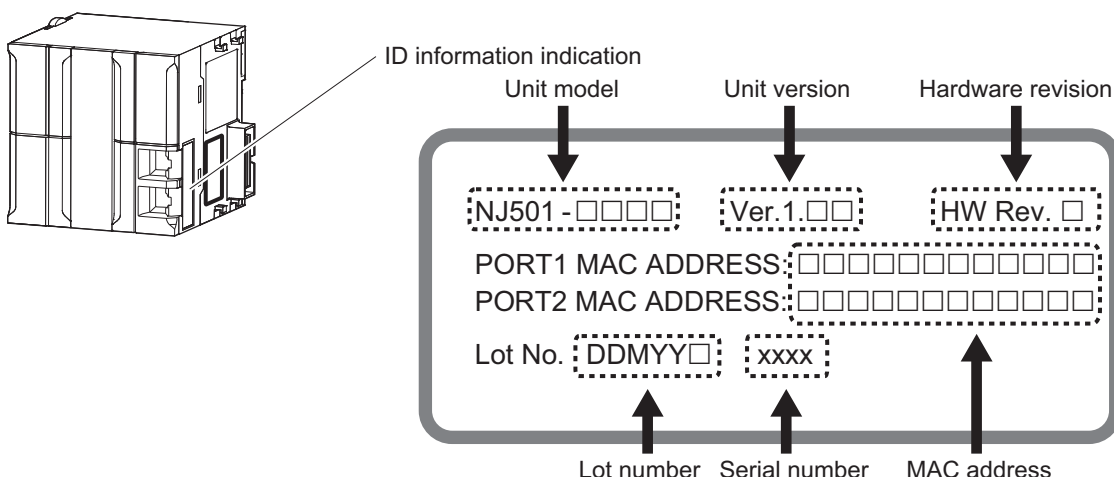 ID information indication
Unit model Unit version Hardware revision
NJ501 - □□□□ Ver.1.□□ HW Rev. □
PORT1 MAC ADDRESS: □□□□□□□□□□□□
PORT2 MAC ADDRESS: □□□□□□□□□□□□
Lot No. DDMYY□ xxxx
Lot number Serial number MAC address